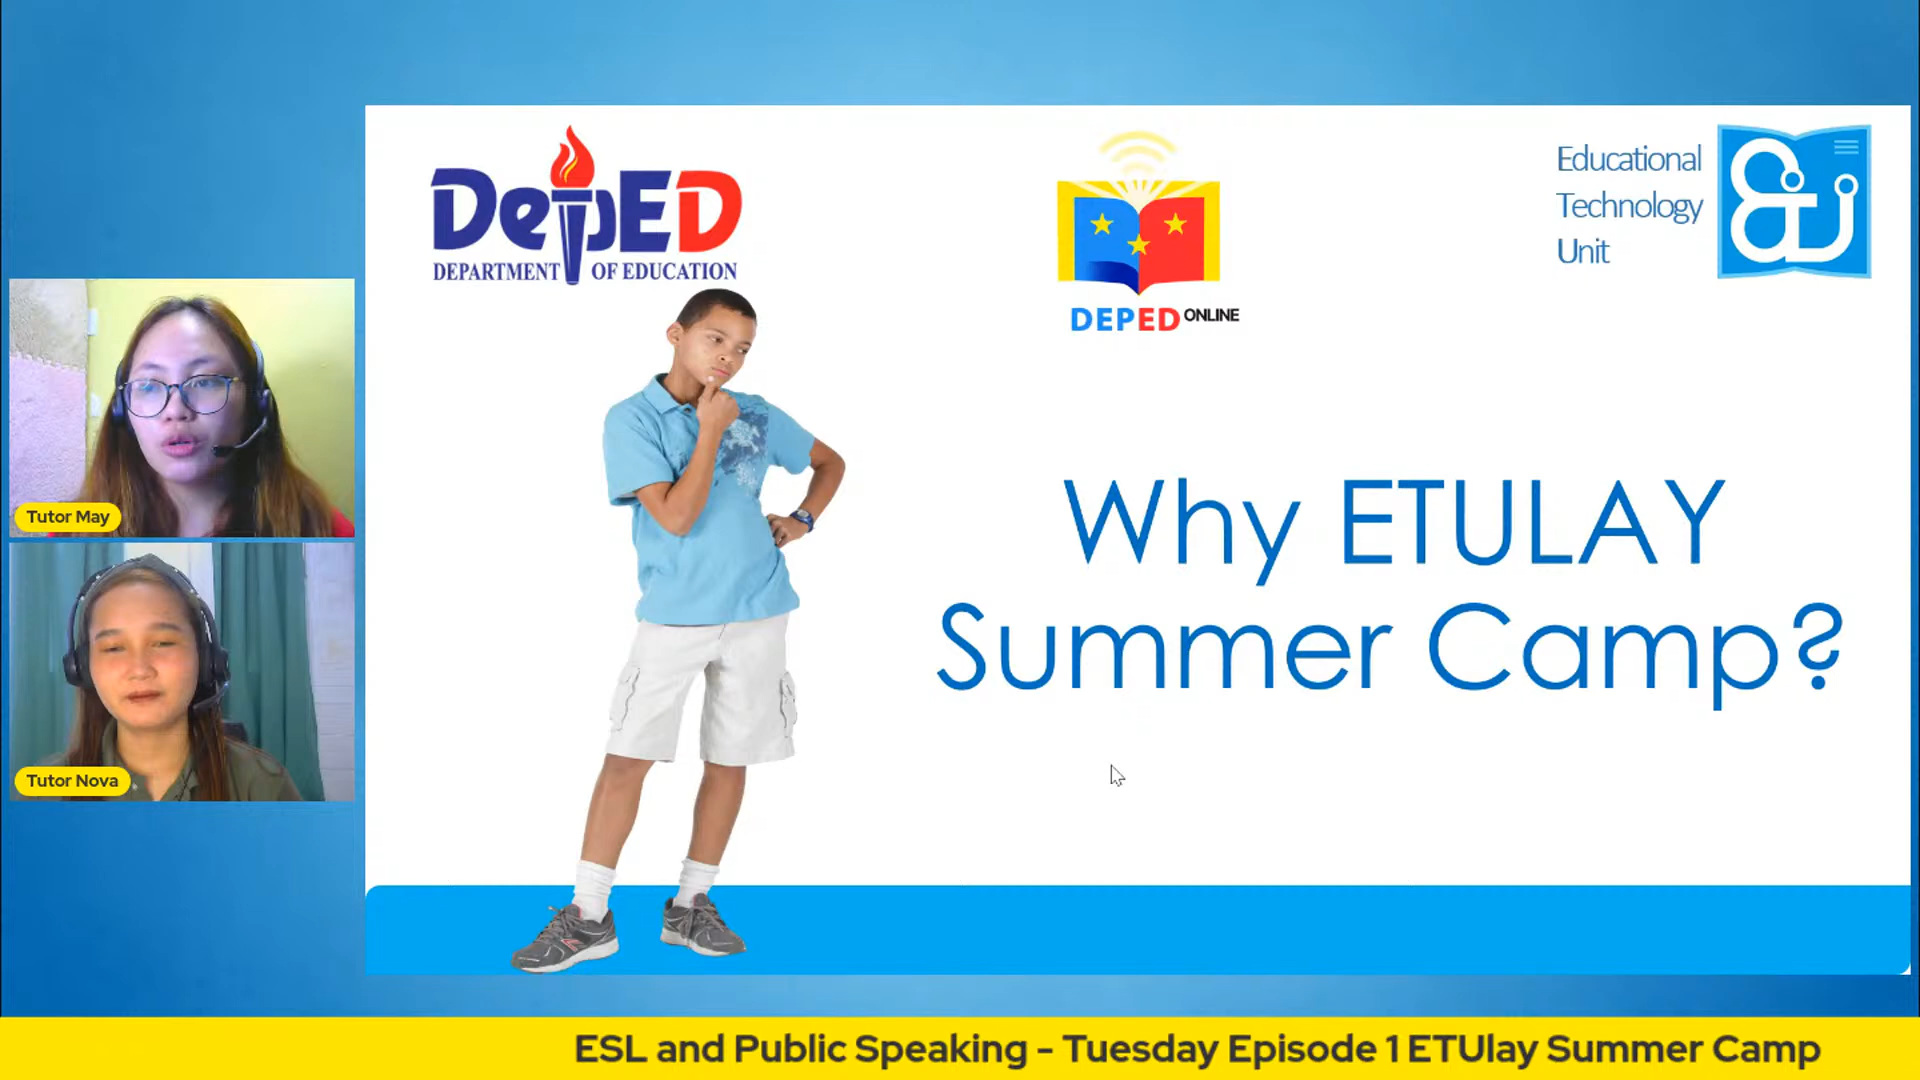 DepED
DEPARTMENT OF EDUCATION
DEPED ONLINE
Educational
Technology
Unit
Why ETULAY
Summer Camp?
Tutor May
Tutor Nova
ESL and Public Speaking - Tuesday Episode 1 ETUlay Summer Camp